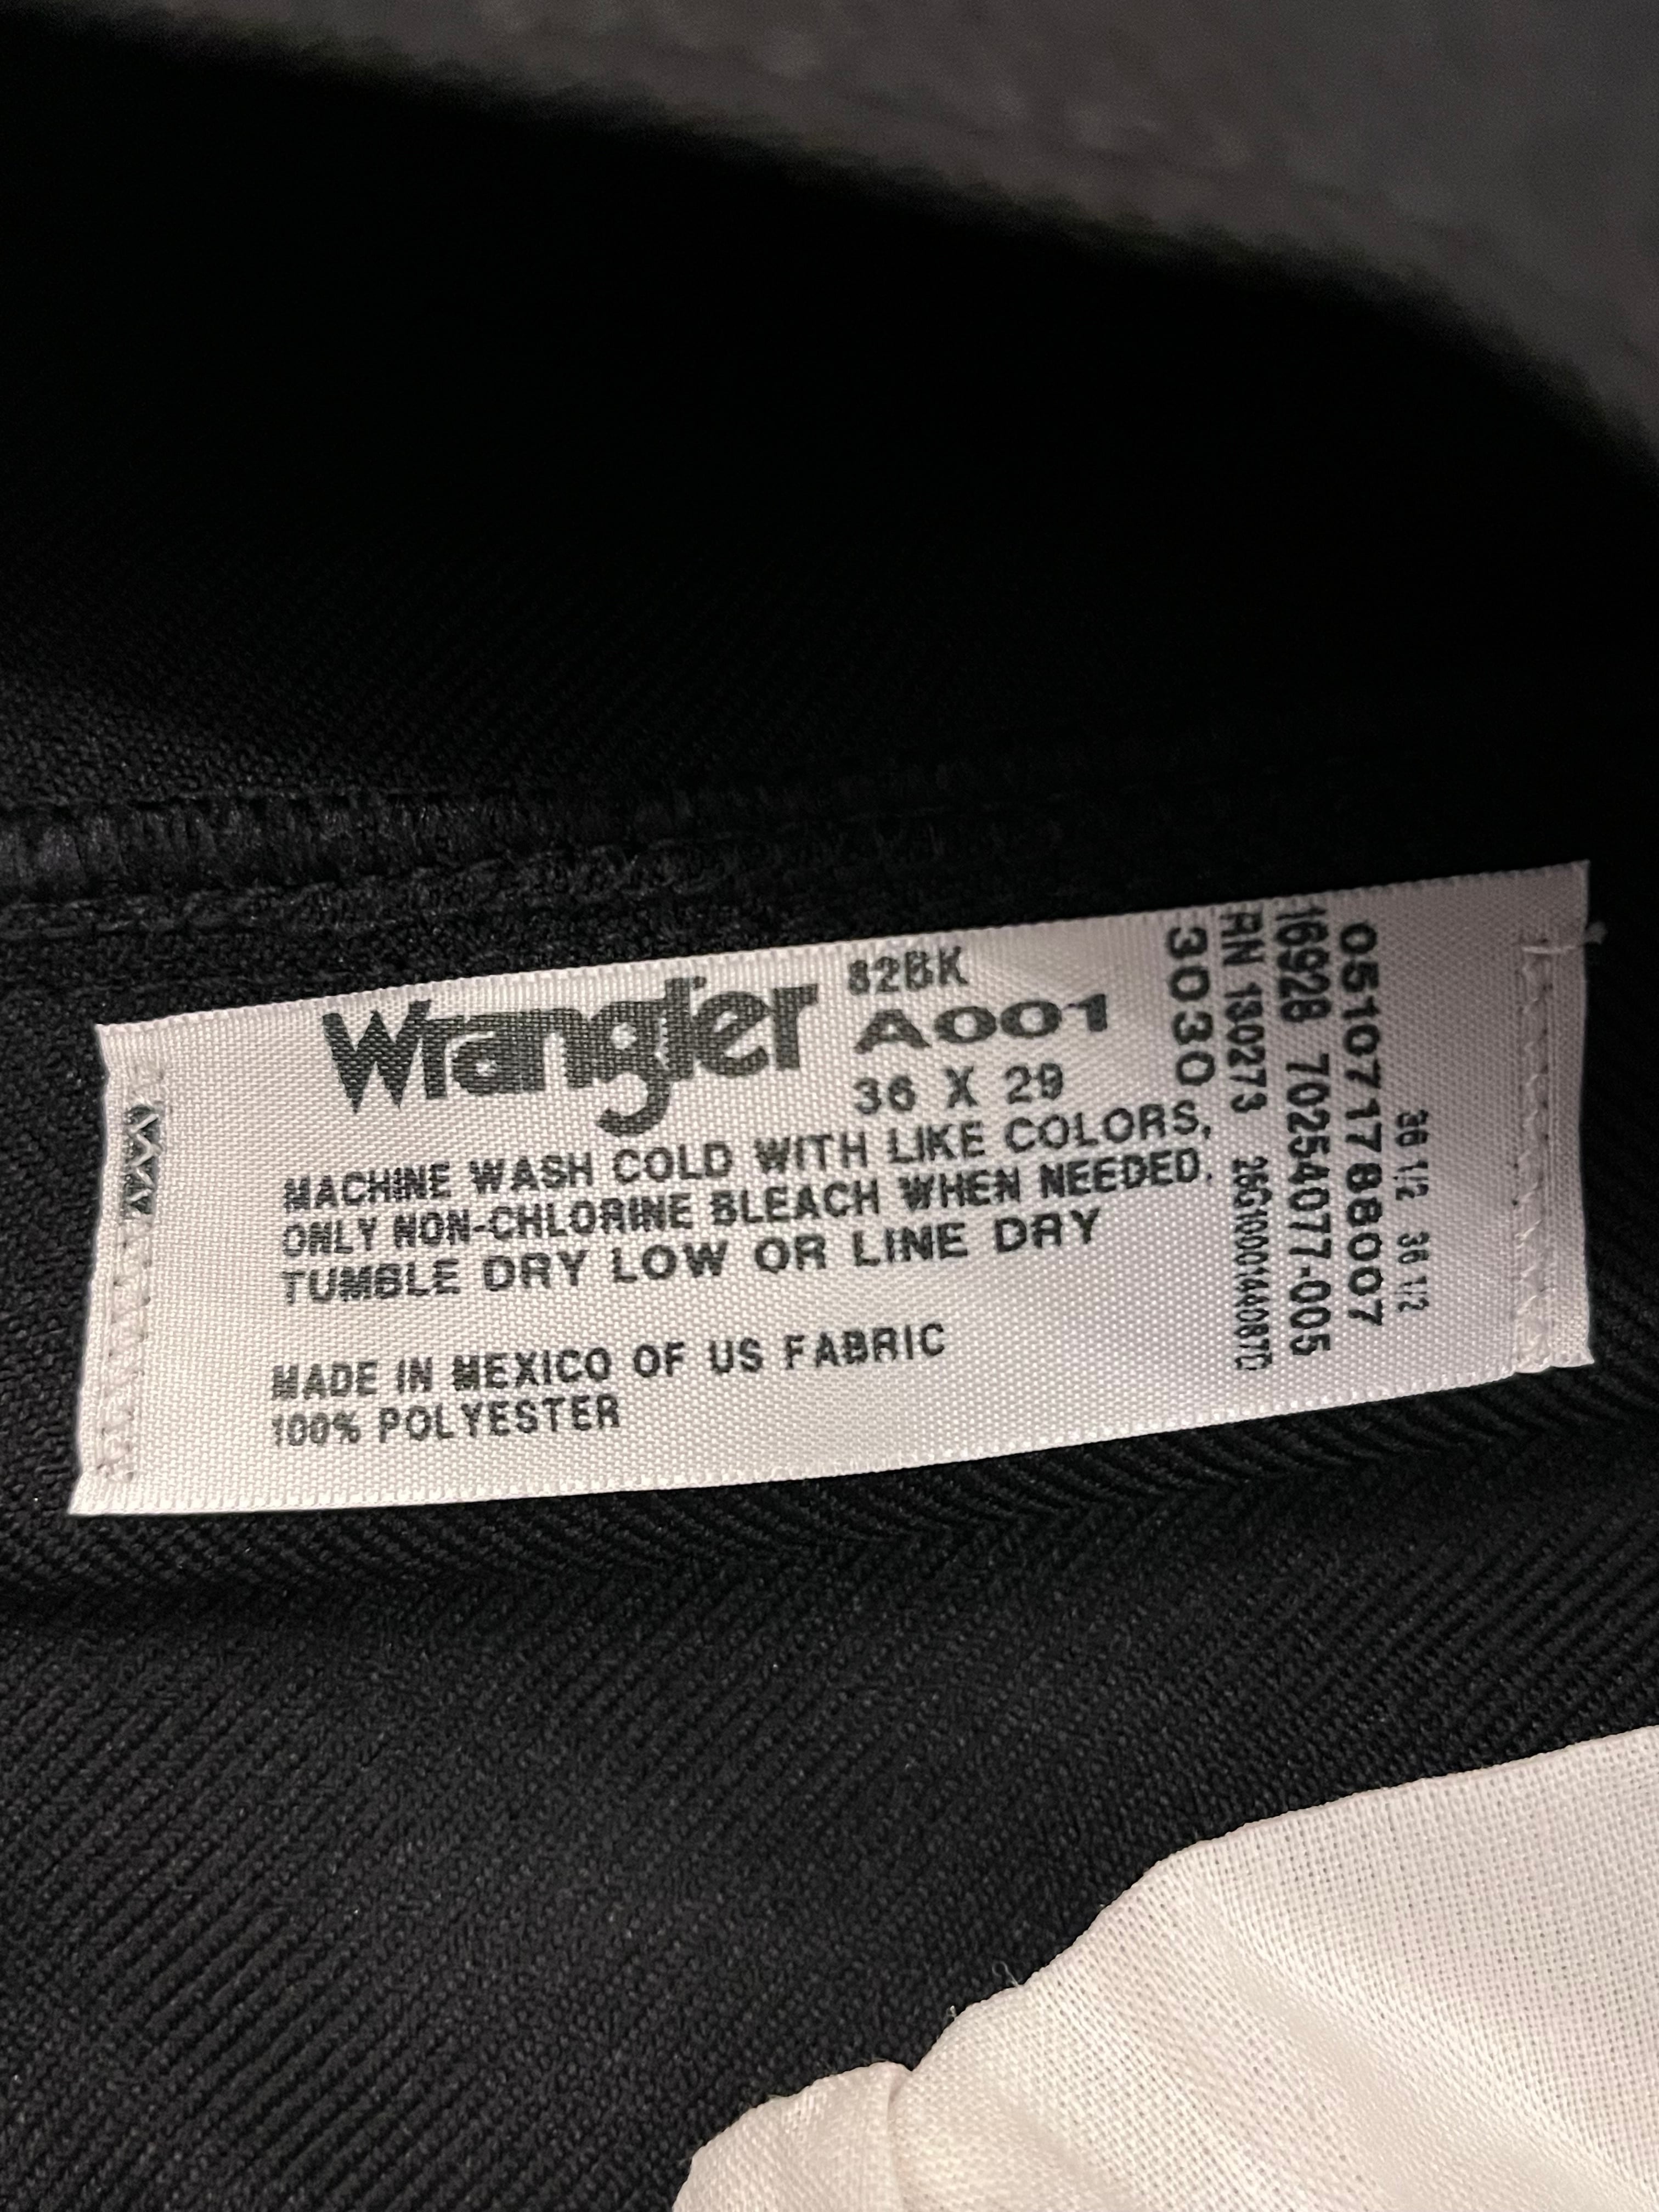 Wrangler
82BK
A001
36 X 29
MACHINE WASH COLD WITH LIKE COLORS,
ONLY NON-CHLORINE BLEACH WHEN NEEDED.
TUMBLE DRY LOW OR LINE DRY
MADE IN MEXICO OF US FABRIC
100% POLYESTER
36 1/2 36 1/2
051071788007
16928 70254077-005
RN 130273
3030